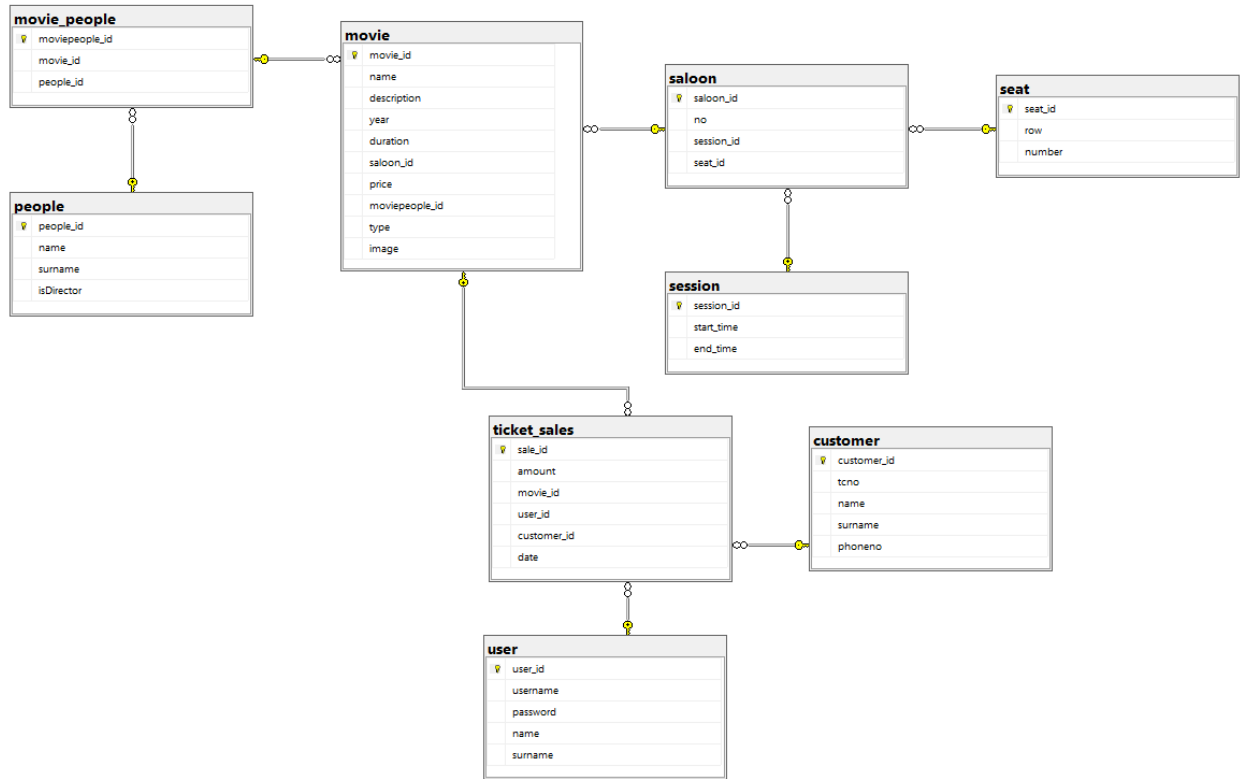 movie_people
moviepeople_id
movie_id
people_id
people
people_id
name
surname
isDirector
movie
movie_id
name
description
year
duration
saloon_id
price
moviepeople_id
type
image
saloon
saloon_id
no
session_id
seat_id
seat
seat_id
row
number
session
session_id
start_time
end_time
ticket_sales
sale_id
amount
movie_id
user_id
customer_id
date
customer
customer_id
tcno
name
surname
phoneno
user
user_id
username
password
name
surname